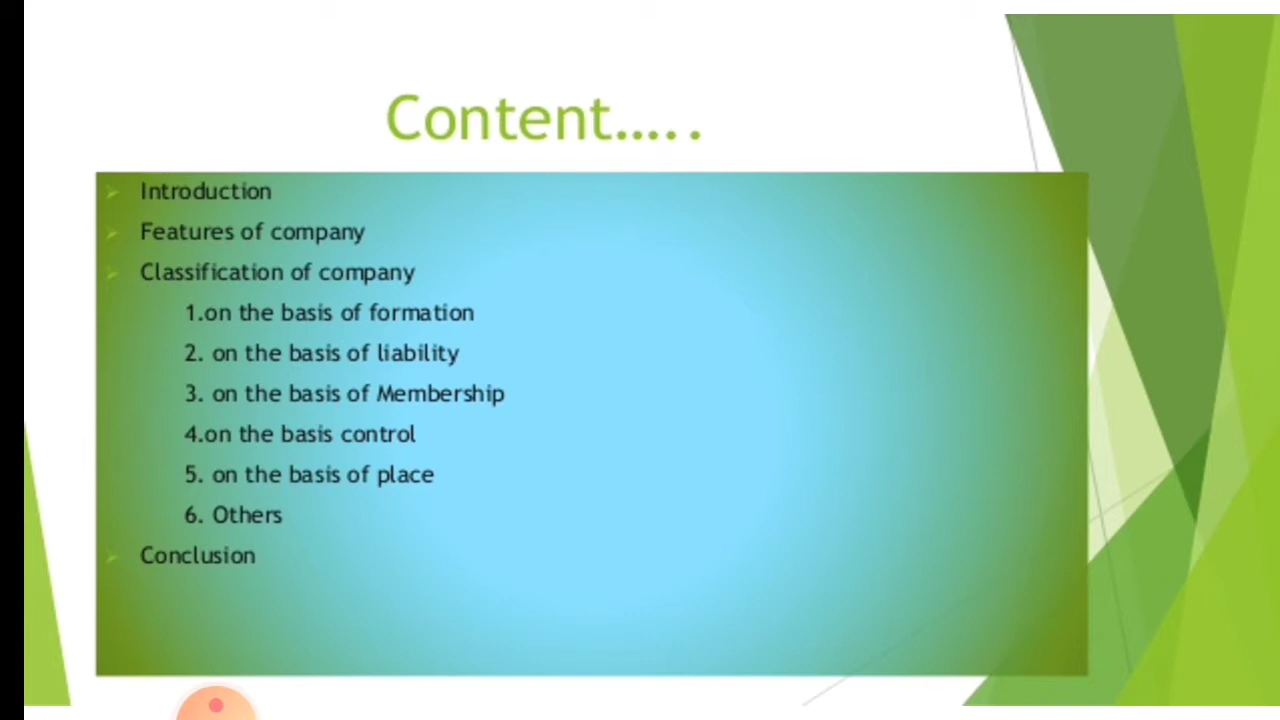 Content.....
Introduction
Features of company
Classification of company
1.on the basis of formation
2. on the basis of liability
3. on the basis of Membership
4.on the basis control
5. on the basis of place
6. Others
Conclusion